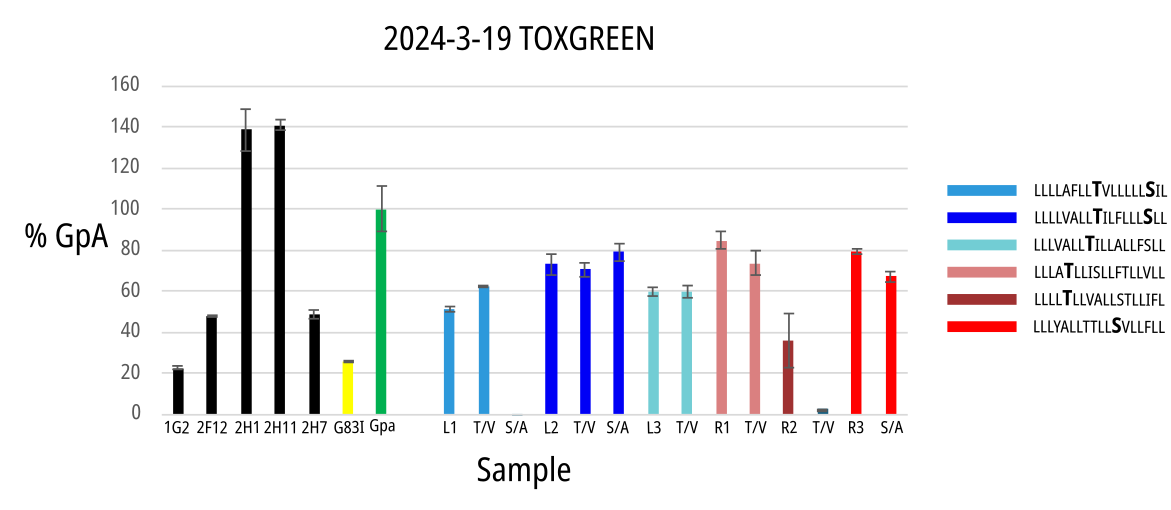 2024-3-19 TOXGREEN
160
140
120
100
80
60
40
20
0
% GpA
1G2 2F12 2H1 2H11 2H7 G83I Gpa L1 T/V S/A L2 T/V S/A L3 T/V R1 T/V R2 T/V R3 S/A
Sample
LLLLAFLLTVLLLLLSIL
LLLLVALLTILFLLLSLL
LLLVALLTILLALLFSLL
LLLATLLISLLFTLLVLL
LLLLTLLVALLSTLLIFL
LLLYALLTTLLSVLLFLL